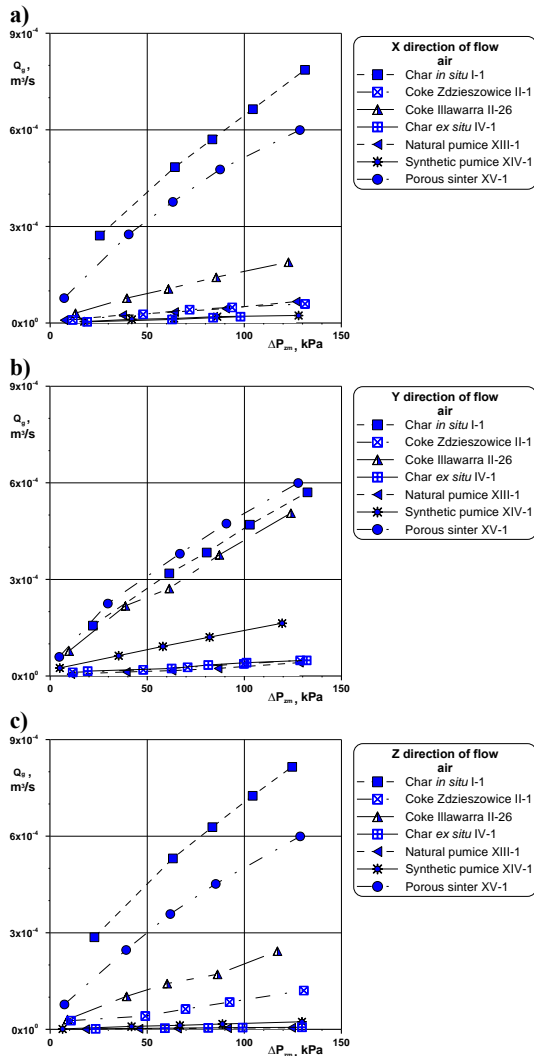 a)
9x10⁻⁴
Q_g ,
m³/s
6x10⁻⁴
3x10⁻⁴
0x10⁰
0 50 100 150
ΔP_zm, kPa
X direction of flow
air
Char in situ I-1
Coke Zdzieszowice II-1
Coke Illawarra II-26
Char ex situ IV-1
Natural pumice XIII-1
Synthetic pumice XIV-1
Porous sinter XV-1
b)
9x10⁻⁴
Q_g ,
m³/s
6x10⁻⁴
3x10⁻⁴
0x10⁰
0 50 100 150
ΔP_zm, kPa
Y direction of flow
air
Char in situ I-1
Coke Zdzieszowice II-1
Coke Illawarra II-26
Char ex situ IV-1
Natural pumice XIII-1
Synthetic pumice XIV-1
Porous sinter XV-1
c)
9x10⁻⁴
Q_g ,
m³/s
6x10⁻⁴
3x10⁻⁴
0x10⁰
0 50 100 150
ΔP_zm, kPa
Z direction of flow
air
Char in situ I-1
Coke Zdzieszowice II-1
Coke Illawarra II-26
Char ex situ IV-1
Natural pumice XIII-1
Synthetic pumice XIV-1
Porous sinter XV-1